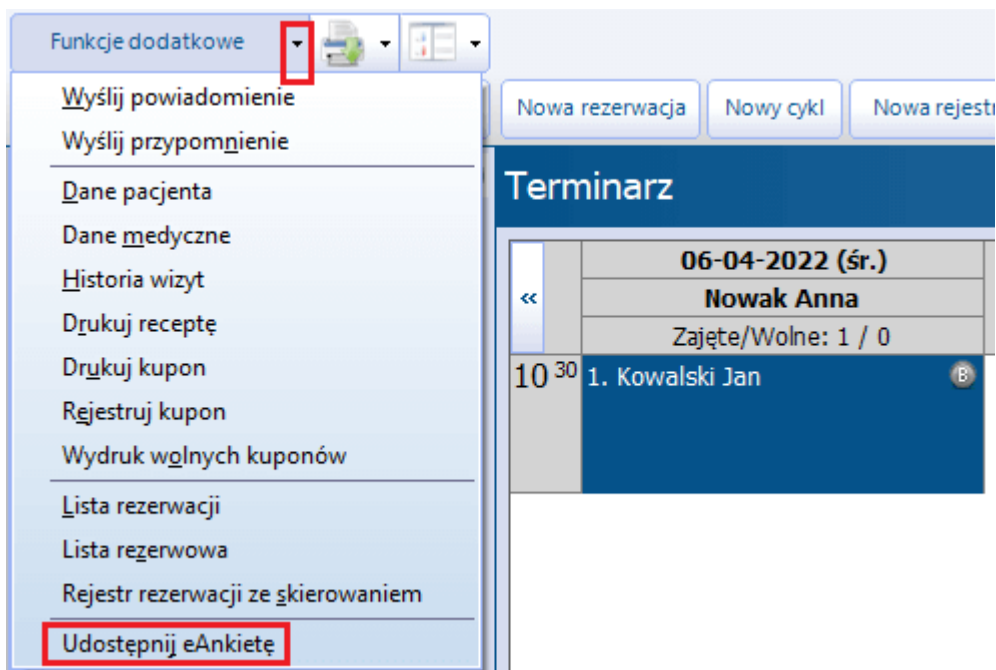 Funkcje dodatkowe
Wyślij powiadomienie
Wyślij przypomnienie
Dane pacjenta
Dane medyczne
Historia wizyt
Drukuj receptę
Drukuj kupon
Rejestruj kupon
Wydruk wolnych kuponów
Lista rezerwacji
Lista rezerwowa
Rejestr rezerwacji ze skierowaniem
Udostępnij eAnkietę
Nowa rezerwacja Nowy cykl Nowa rejestr
Terminarz
«
06-04-2022 (śr.)
Nowak Anna
Zajęte/Wolne: 1 / 0
10 30 1. Kowalski Jan B